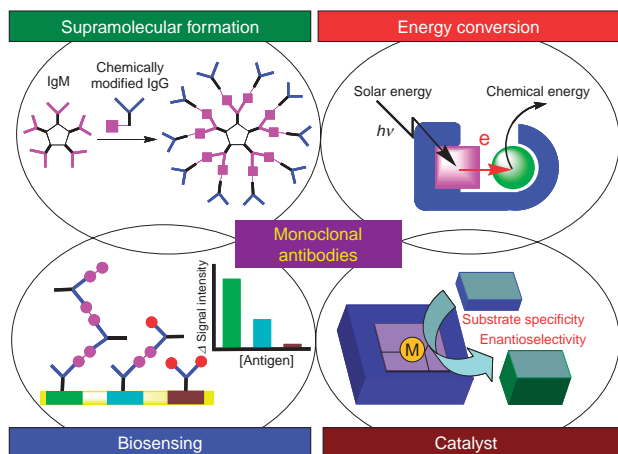 Supramolecular formation
Energy conversion
IgM
Chemically
modified IgG
Solar energy
Chemical energy
hν
e
Monoclonal
antibodies
Δ Signal intensity
[Antigen]
M
Substrate specificity
Enantioselectivity
Biosensing
Catalyst